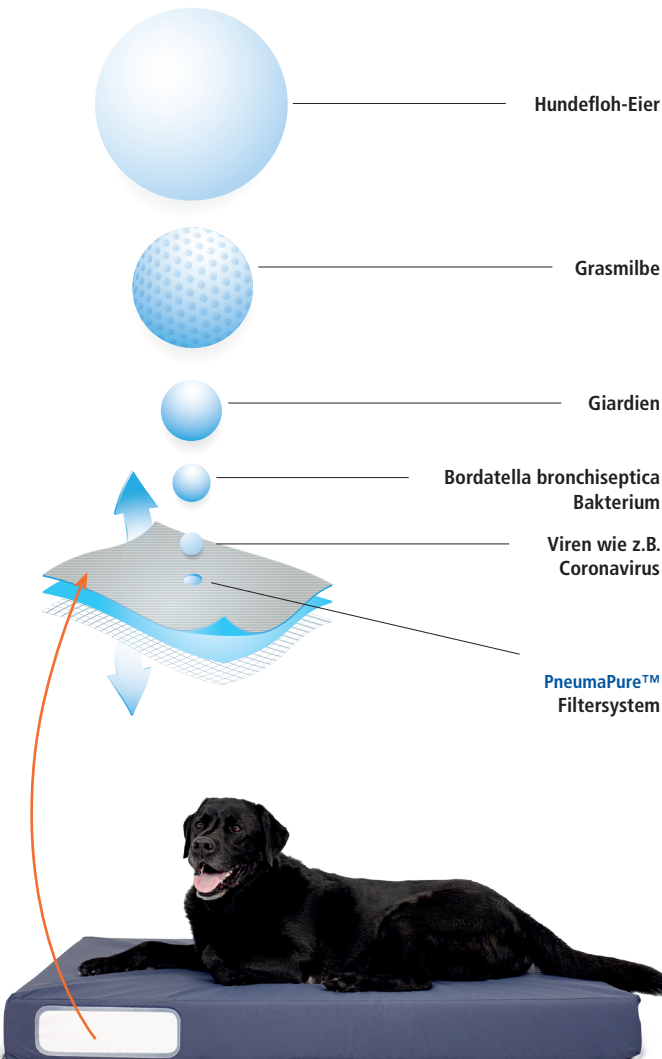 Hundefloh-Eier
Grasmilbe
Giardien
Bordatella bronchiseptica
Bakterium
Viren wie z.B.
Coronavirus
PneumaPure™
Filtersystem